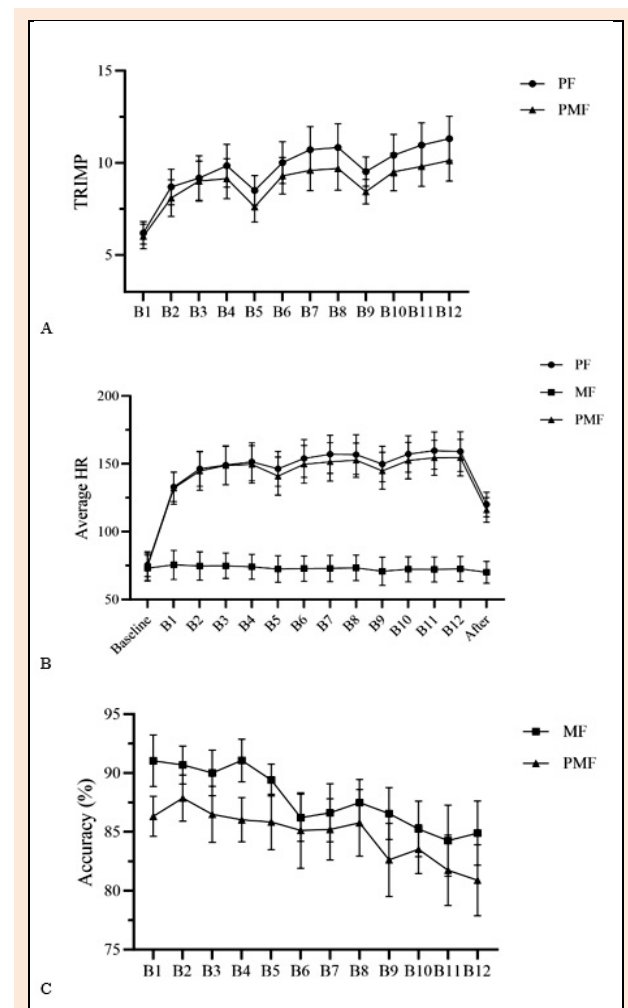 15
PF
PMF
10
TRIMP
5
B1 B2 B3 B4 B5 B6 B7 B8 B9 B10 B11 B12
A
PF
MF
PMF
200
150
Average HR
100
50
Baseline B1 B2 B3 B4 B5 B6 B7 B8 B9 B10 B11 B12 After
B
95
MF
PMF
90
Accuracy (%)
85
80
75
B1 B2 B3 B4 B5 B6 B7 B8 B9 B10 B11 B12
C